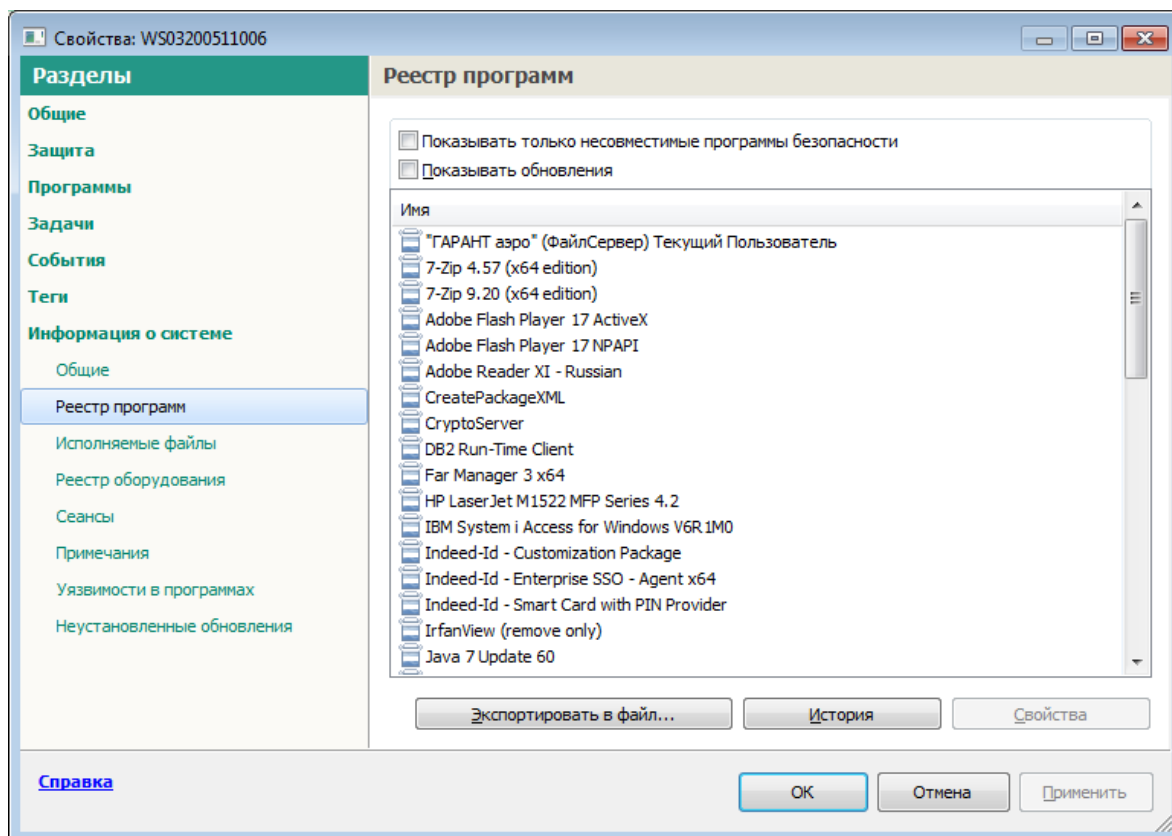 Свойства: WS03200511006
Разделы
Общие
Защита
Программы
Задачи
События
Теги
Информация о системе
Общие
Реестр программ
Исполняемые файлы
Реестр оборудования
Сеансы
Примечания
Уязвимости в программах
Неустановленные обновления
Реестр программ
Показывать только несовместимые программы безопасности
Показывать обновления
Имя
"ГАРАНТ аэро" (ФайлСервер) Текущий Пользователь
7-Zip 4.57 (x64 edition)
7-Zip 9.20 (x64 edition)
Adobe Flash Player 17 ActiveX
Adobe Flash Player 17 NPAPI
Adobe Reader XI - Russian
CreatePackageXML
CryptoServer
DB2 Run-Time Client
Far Manager 3 x64
HP LaserJet M1522 MFP Series 4.2
IBM System i Access for Windows V6R1M0
Indeed-Id - Customization Package
Indeed-Id - Enterprise SSO - Agent x64
Indeed-Id - Smart Card with PIN Provider
IrfanView (remove only)
Java 7 Update 60
Экспортировать в файл... История Свойства
Справка
ОК Отмена Применить